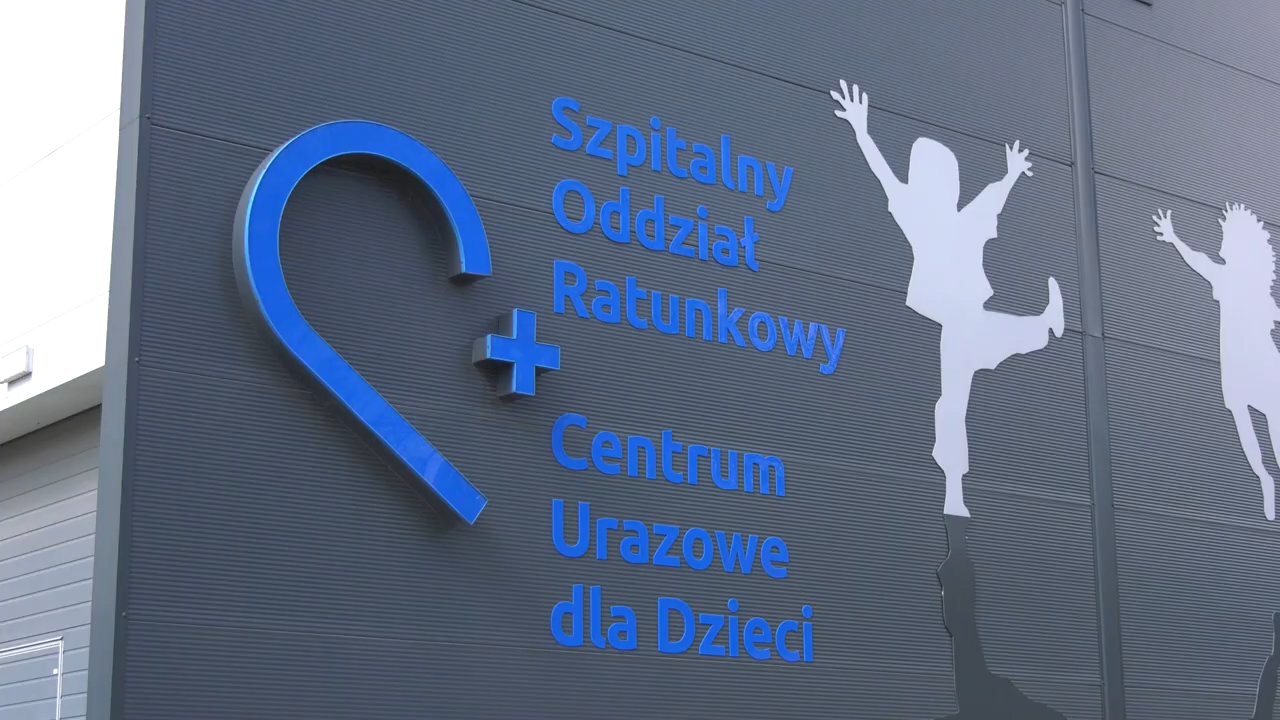 Szpitalny
Oddział
Ratunkowy
Centrum
Urazowe
dla Dzieci